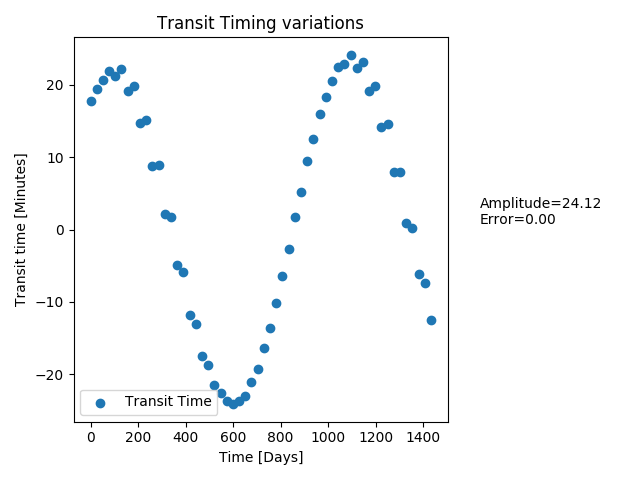 Transit Timing variations
Transit time [Minutes]
20
10
0
−10
−20
Transit Time
0
200
400
600
800
1000
1200
1400
Time [Days]
Amplitude=24.12
Error=0.00